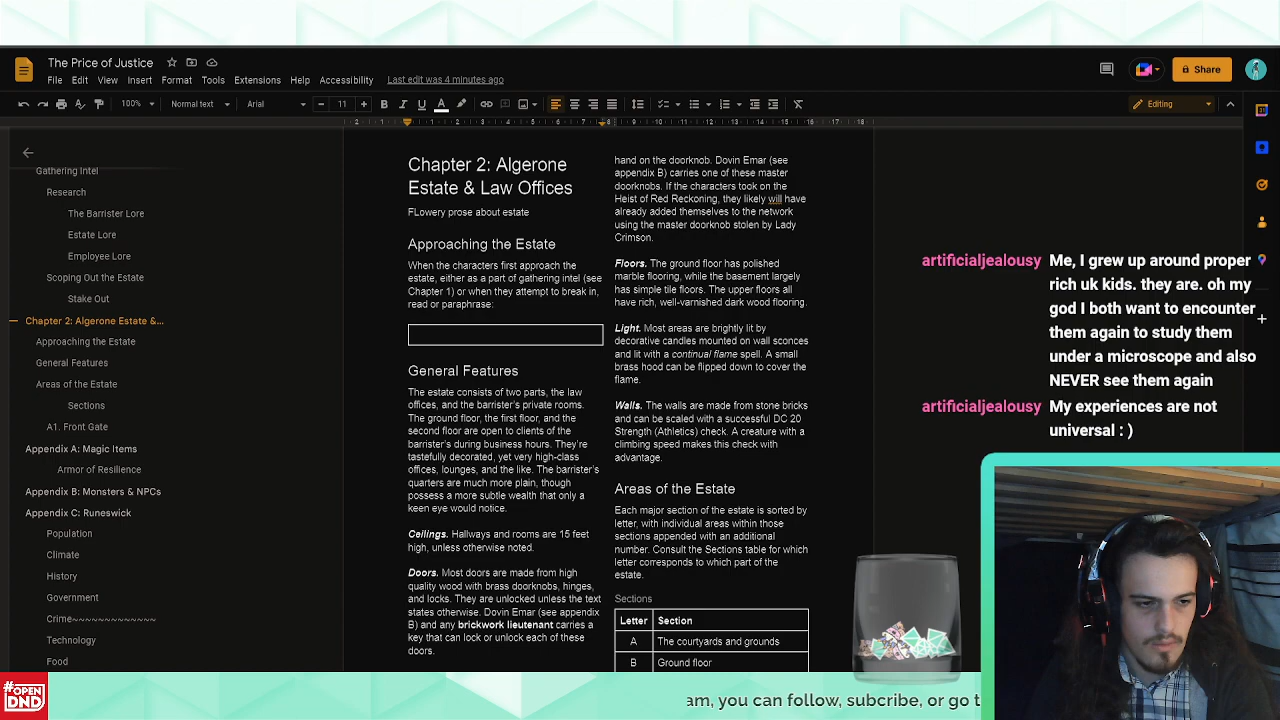 The Price of Justice
File Edit View Insert Format Tools Extensions Help Accessibility
Last edit was 4 minutes ago
Share
100%
Normal text
Arial
11
Editing
2 1 1 2 3 4 5 6 7 8 9 10 11 12 13 14 15 16 17 18
Gathering Intel
Research
The Barrister Lore
Estate Lore
Employee Lore
Scoping Out the Estate
Stake Out
Chapter 2: Algerone Estate &...
Approaching the Estate
General Features
Areas of the Estate
Sections
A1. Front Gate
Appendix A: Magic Items
Armor of Resilience
Appendix B: Monsters & NPCs
Appendix C: Runeswick
Population
Climate
History
Government
Crime~~~~~~~~~~~~~
Technology
Food
Chapter 2: Algerone
Estate & Law Offices
FLowery prose about estate
Approaching the Estate
When the characters first approach the
estate, either as a part of gathering intel (see
Chapter 1) or when they attempt to break in,
read or paraphrase:
General Features
The estate consists of two parts, the law
offices, and the barrister's private rooms.
The ground floor, the first floor, and the
second floor are open to clients of the
barrister's during business hours. They're
tastefully decorated, yet very high-class
offices, lounges, and the like. The barrister's
quarters are much more plain, though
possess a more subtle wealth that only a
keen eye would notice.
Ceilings. Hallways and rooms are 15 feet
high, unless otherwise noted.
Doors. Most doors are made from high
quality wood with brass doorknobs, hinges,
and locks. They are unlocked unless the text
states otherwise. Dovin Emar (see appendix
B) and any brickwork lieutenant carries a
key that can lock or unlock each of these
doors.
hand on the doorknob. Dovin Emar (see
appendix B) carries one of these master
doorknobs. If the characters took on the
Heist of Red Reckoning, they likely will have
already added themselves to the network
using the master doorknob stolen by Lady
Crimson.
Floors. The ground floor has polished
marble flooring, while the basement largely
has simple tile floors. The upper floors all
have rich, well-varnished dark wood flooring.
Light. Most areas are brightly lit by
decorative candles mounted on wall sconces
and lit with a continual flame spell. A small
brass hood can be flipped down to cover the
flame.
Walls. The walls are made from stone bricks
and can be scaled with a successful DC 20
Strength (Athletics) check. A creature with a
climbing speed makes this check with
advantage.
Areas of the Estate
Each major section of the estate is sorted by
letter, with individual areas within those
sections appended with an additional
number. Consult the Sections table for which
letter corresponds to which part of the
estate.
Sections
Letter Section
A The courtyards and grounds
B Ground floor
artificialjealousy Me, I grew up around proper
rich uk kids. they are. oh my
god I both want to encounter
them again to study them
under a microscope and also
NEVER see them again
artificialjealousy My experiences are not
universal : )
#OPEN
DND
am, you can follow, subcribe, or go t